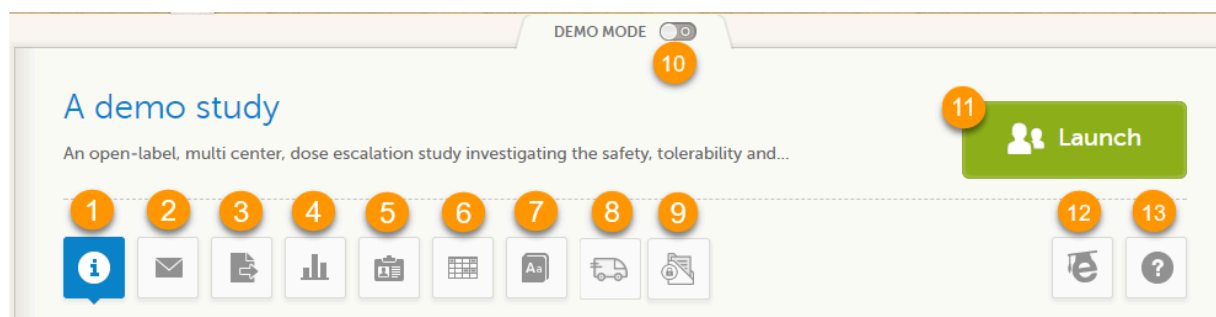 DEMO MODE
10
A demo study
11
Launch
An open-label, multi center, dose escalation study investigating the safety, tolerability and...
1 2 3 4 5 6 7 8 9 12 13
i Aa e ?